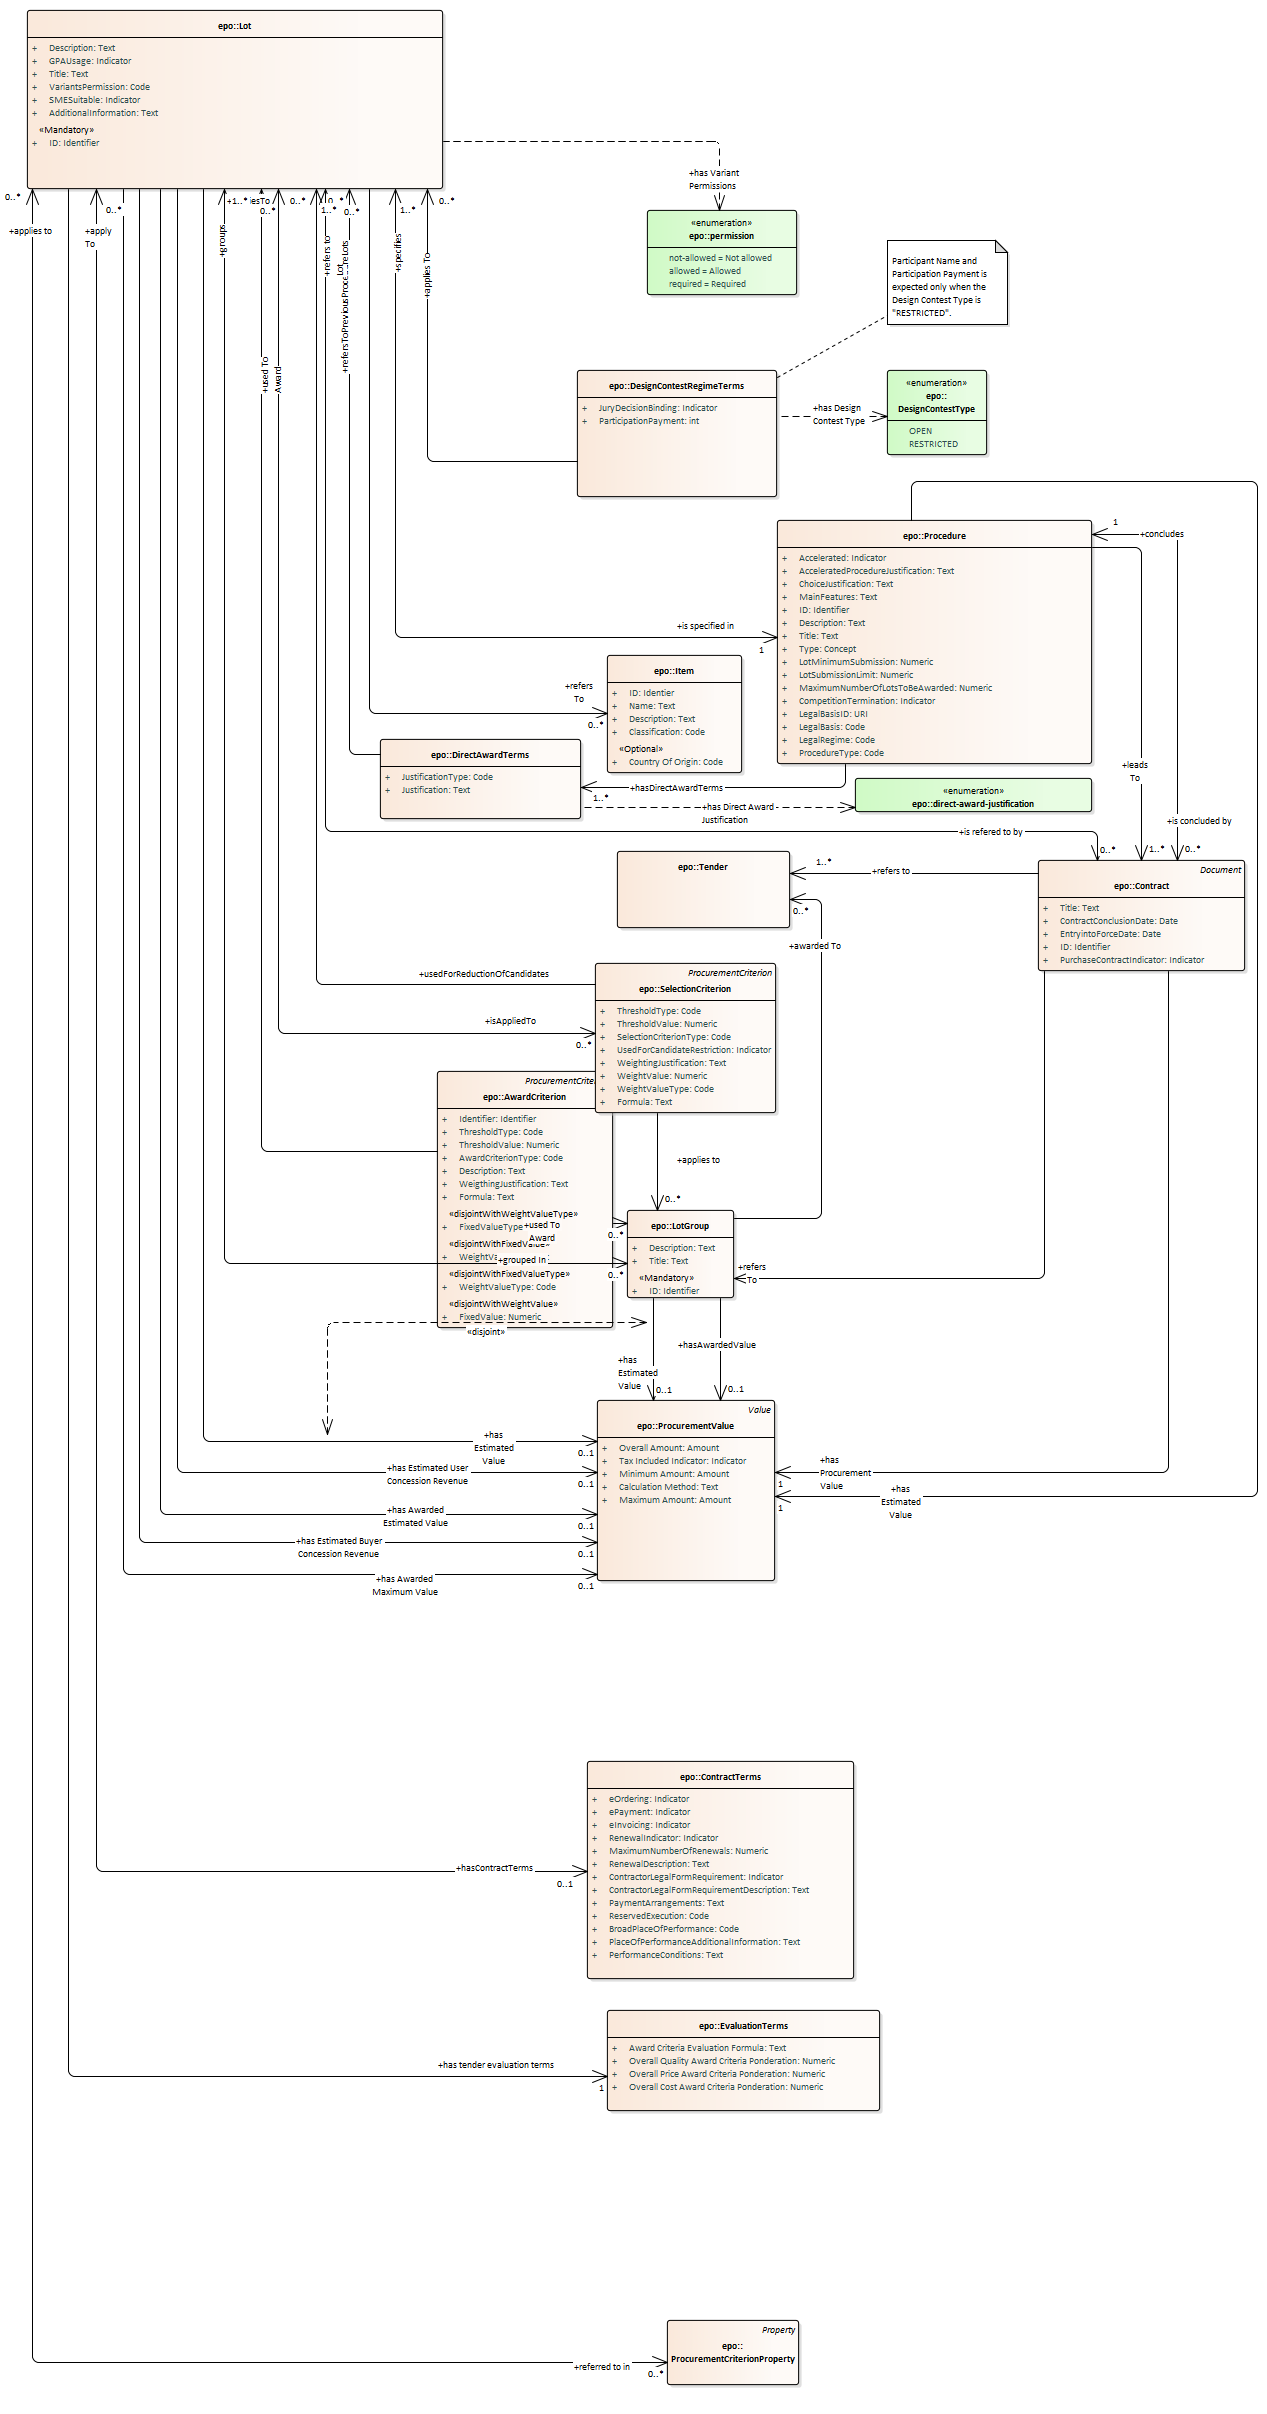 epo::Lot
+ Description: Text
+ GPAUsage: Indicator
+ Title: Text
+ VariantsPermission: Code
+ SMESuitable: Indicator
+ AdditionalInformation: Text
«Mandatory»
+ ID: Identifier
+has Variant
Permissions
0..*
+applies to
+apply
To
0..*
+groups
+1..*
iesTo
0..*
0..*
0..*
1..*
0..*
1..*
0..*
+refers to
Lot
+specifies
+applies To
+used To
Award
«enumeration»
epo::permission
not-allowed = Not allowed
allowed = Allowed
required = Required
Participant Name and
Participation Payment is
expected only when the
Design Contest Type is
"RESTRICTED".
epo::DesignContestRegimeTerms
+ JuryDecisionBinding: Indicator
+ ParticipationPayment: int
+has Design
Contest Type
«enumeration»
epo::
DesignContestType
OPEN
RESTRICTED
epo::Procedure
+ Accelerated: Indicator
+ AcceleratedProcedureJustification: Text
+ ChoiceJustification: Text
+ MainFeatures: Text
+ ID: Identifier
+ Description: Text
+ Title: Text
+ Type: Concept
+ LotMinimumSubmission: Numeric
+ LotSubmissionLimit: Numeric
+ MaximumNumberOfLotsToBeAwarded: Numeric
+ CompetitionTermination: Indicator
+ LegalBasisID: URI
+ LegalBasis: Code
+ LegalRegime: Code
+ ProcedureType: Code
1
+concludes
+is specified in
1
epo::Item
+ ID: Identier
+ Name: Text
+ Description: Text
+ Classification: Code
«Optional»
+ Country Of Origin: Code
+refers
To
0..*
epo::DirectAwardTerms
+ JustificationType: Code
+ Justification: Text
+hasDirectAwardTerms
1..*
+has Direct Award
Justification
«enumeration»
epo::direct-award-justification
+leads
To
+is concluded by
+is refered to by
0..*
1..*
0..*
epo::Tender
1..*
+refers to
0..*
+awarded To
Document
epo::Contract
+ Title: Text
+ ContractConclusionDate: Date
+ EntryintoForceDate: Date
+ ID: Identifier
+ PurchaseContractIndicator: Indicator
+usedForReductionOfCandidates
+isAppliedTo
0..*
ProcurementCriterion
epo::SelectionCriterion
+ ThresholdType: Code
+ ThresholdValue: Numeric
+ SelectionCriterionType: Code
+ UsedForCandidateRestriction: Indicator
+ WeightingJustification: Text
+ WeightValue: Numeric
+ WeightValueType: Code
+ Formula: Text
ProcurementCrite
epo::AwardCriterion
+ Identifier: Identifier
+ ThresholdType: Code
+ ThresholdValue: Numeric
+ AwardCriterionType: Code
+ Description: Text
+ WeigthingJustification: Text
+ Formula: Text
«disjointWithWeightValueType»
+ FixedValueType
«disjointWithFixedValue»
+ WeightVa
«disjointWithFixedValueType»
+ WeightValueType: Code
«disjointWithWeightValue»
+ FixedValue: Numeric
+used To
Award
0..*
+grouped In
0..*
«disjoint»
+applies to
0..*
epo::LotGroup
+ Description: Text
+ Title: Text
«Mandatory»
+ ID: Identifier
+refers
To
+hasAwardedValue
+has
Estimated
Value
0..1
0..1
Value
epo::ProcurementValue
+ Overall Amount: Amount
+ Tax Included Indicator: Indicator
+ Minimum Amount: Amount
+ Calculation Method: Text
+ Maximum Amount: Amount
+has
Estimated
Value
0..1
+has Estimated User
Concession Revenue
0..1
+has Awarded
Estimated Value
0..1
+has Estimated Buyer
Concession Revenue
0..1
+has Awarded
Maximum Value
0..1
+has
Procurement
Value
1
+has
Estimated
Value
1
epo::ContractTerms
+ eOrdering: Indicator
+ ePayment: Indicator
+ eInvoicing: Indicator
+ RenewalIndicator: Indicator
+ MaximumNumberOfRenewals: Numeric
+ RenewalDescription: Text
+ ContractorLegalFormRequirement: Indicator
+ ContractorLegalFormRequirementDescription: Text
+ PaymentArrangements: Text
+ ReservedExecution: Code
+ BroadPlaceOfPerformance: Code
+ PlaceOfPerformanceAdditionalInformation: Text
+ PerformanceConditions: Text
+hasContractTerms
0..1
epo::EvaluationTerms
+ Award Criteria Evaluation Formula: Text
+ Overall Quality Award Criteria Ponderation: Numeric
+ Overall Price Award Criteria Ponderation: Numeric
+ Overall Cost Award Criteria Ponderation: Numeric
+has tender evaluation terms
1
Property
epo::
ProcurementCriterionProperty
+referred to in
0..*